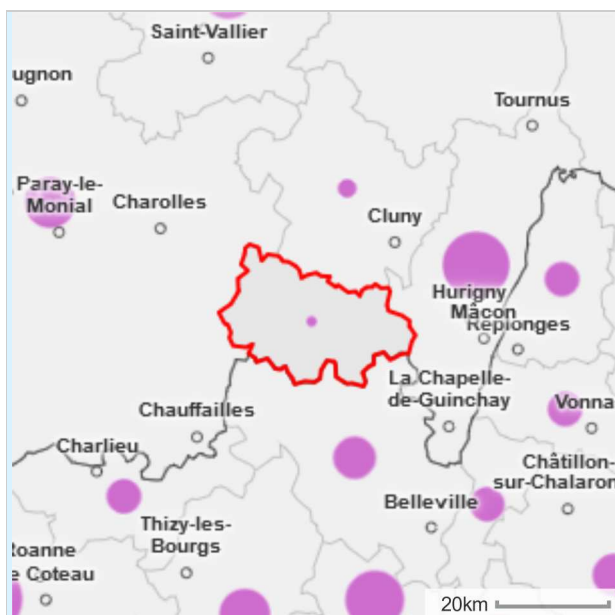 Saint-Vallier
ugnon
Tournus
Paray-le-
Monial
Charolles
Cluny
Hurigny
Mâcon
Replonges
La Chapelle-
de-Guinchay
Chauffailles
Vonna
Charlieu
Châtillon-
sur-Chalaron
Belleville
Thizy-les-
Bourgs
Roanne
e Coteau
20km